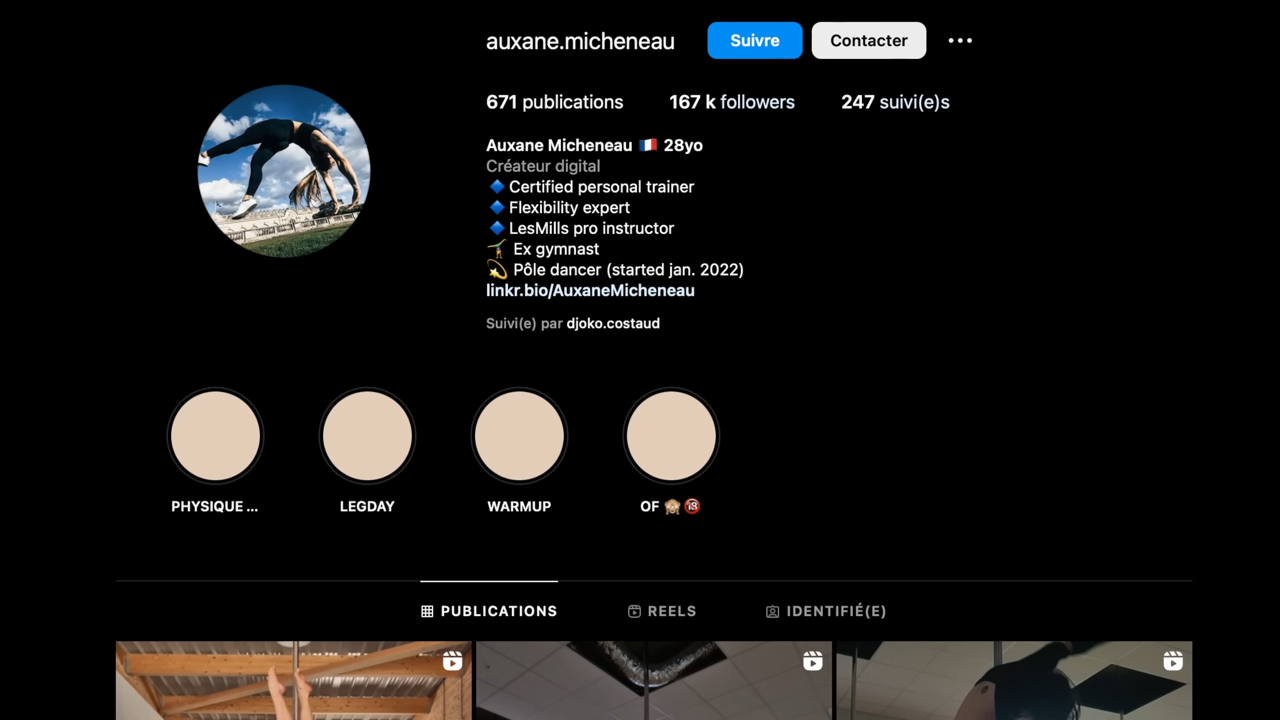 auxane.micheneau Suivre Contacter
671 publications 167 k followers 247 suivi(e)s
Auxane Micheneau 🇫🇷 28yo
Créateur digital
🔹Certified personal trainer
🔹Flexibility expert
🔹LesMills pro instructor
🤸 Ex gymnast
💫 Pôle dancer (started jan. 2022)
linkr.bio/AuxaneMicheneau
Suivi(e) par djoko.costaud
PHYSIQUE ... LEGDAY WARMUP OF 🙈🔞
PUBLICATIONS REELS IDENTIFIÉ(E)